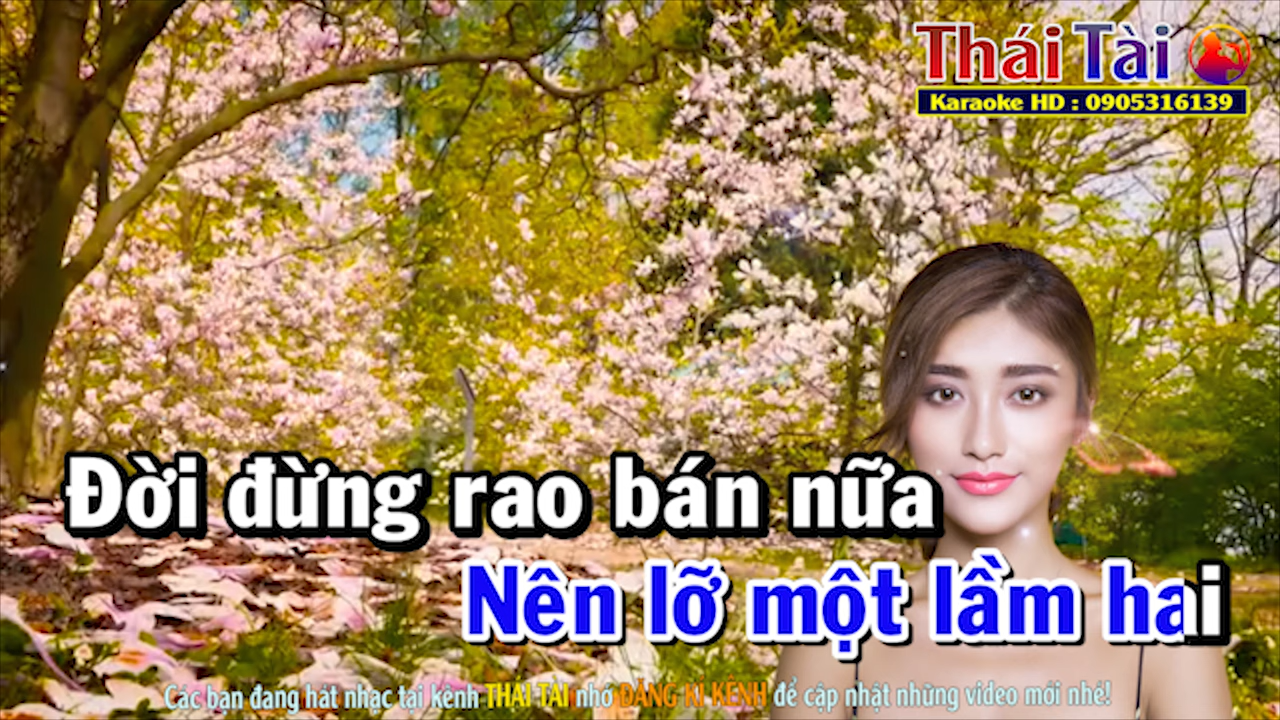 Thái Tài
Karaoke HD : 0905316139
Đời đừng rao bán nữa
Nên lỡ một lầm hai
Các bạn đang hát nhạc tại kênh THÁI TÀI nhớ ĐĂNG KÍ KÊNH để cập nhật những video mới nhé!